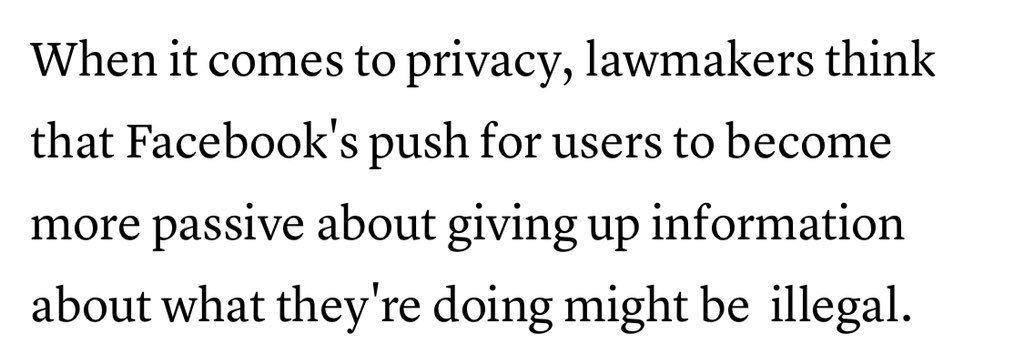 When it comes to privacy, lawmakers think
that Facebook's push for users to become
more passive about giving up information
about what they're doing might be  illegal.